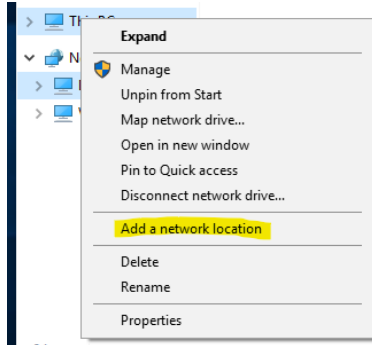 Expand
Manage
Unpin from Start
Map network drive...
Open in new window
Pin to Quick access
Disconnect network drive...
Add a network location
Delete
Rename
Properties